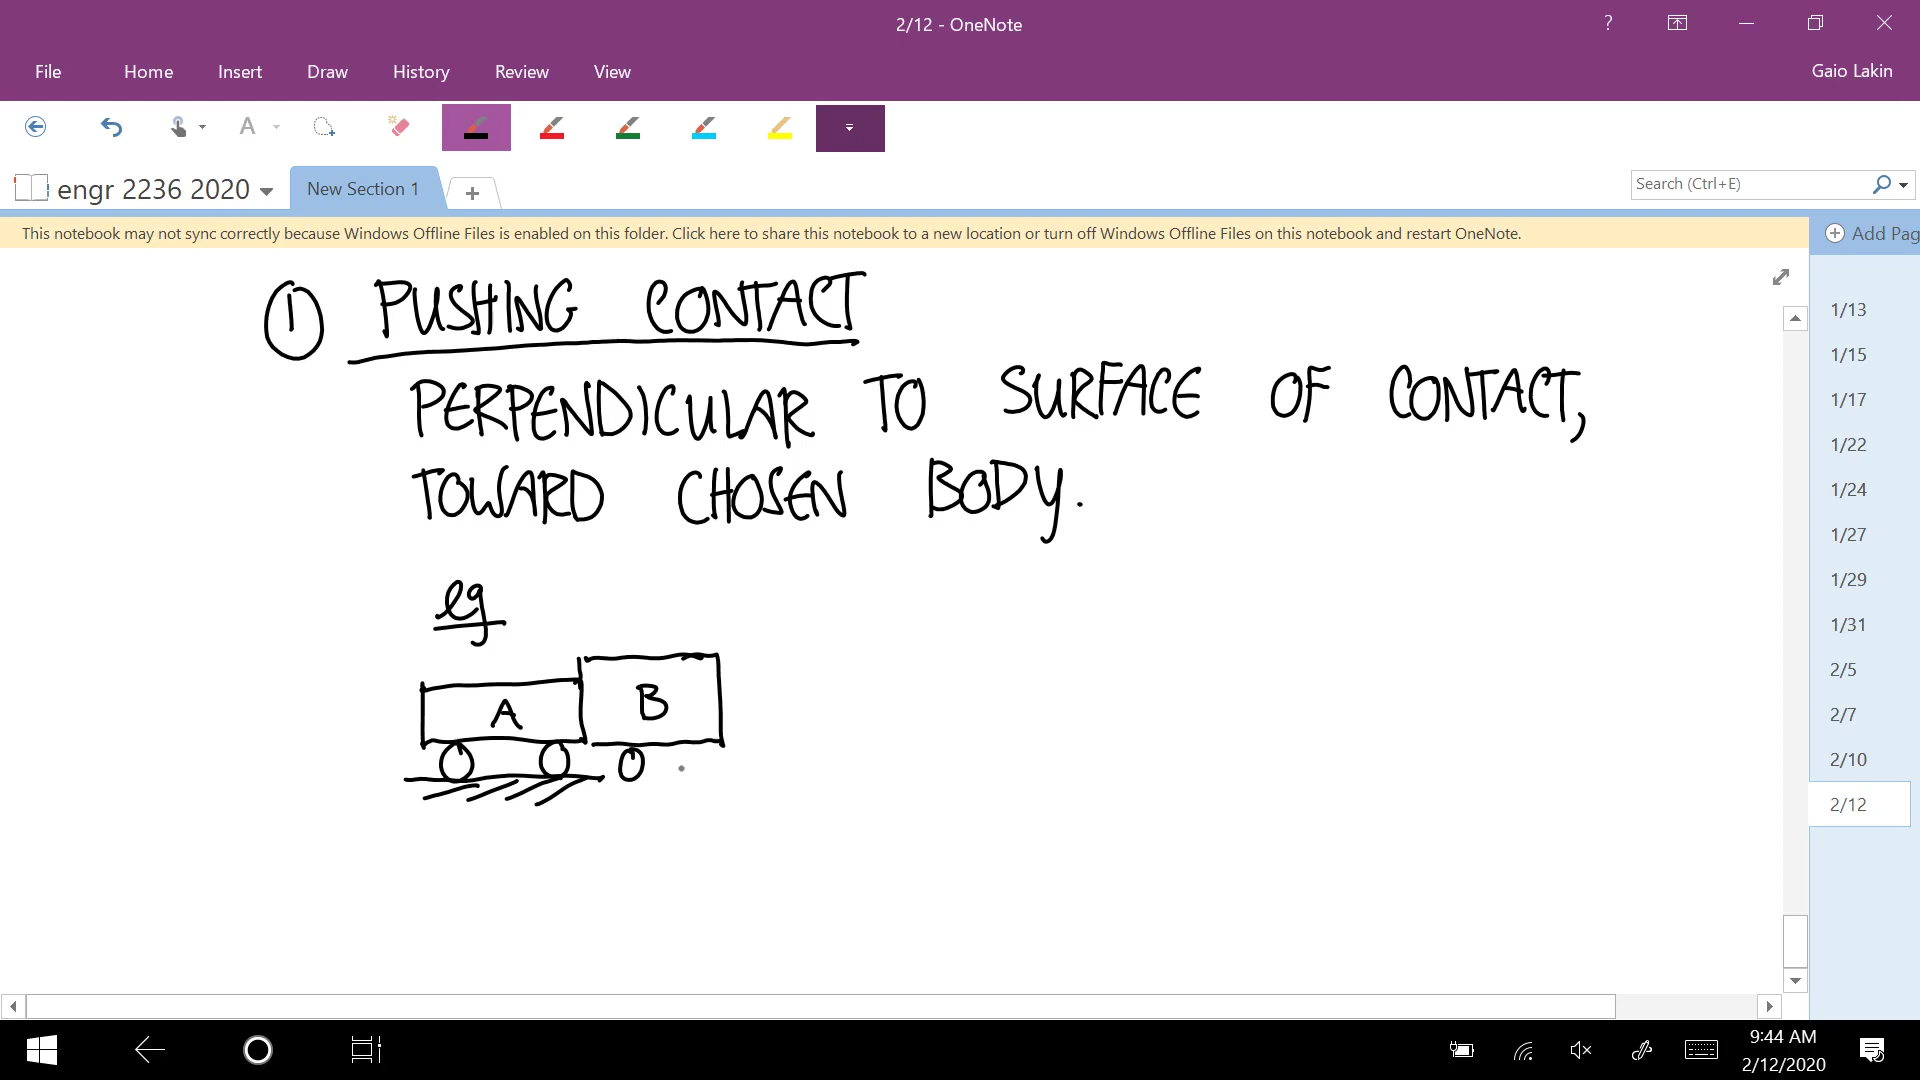 2/12 - OneNote
?
File Home Insert Draw History Review View
Gaio Lakin
A
engr 2236 2020
New Section 1
+
Search (Ctrl+E)
This notebook may not sync correctly because Windows Offline Files is enabled on this folder. Click here to share this notebook to a new location or turn off Windows Offline Files on this notebook and restart OneNote.
Add Pag
① PUSHING CONTACT
PERPENDICULAR TO SURFACE OF CONTACT,
TOWARD CHOSEN BODY.
eg
A B
1/13
1/15
1/17
1/22
1/24
1/27
1/29
1/31
2/5
2/7
2/10
2/12
9:44 AM
2/12/2020